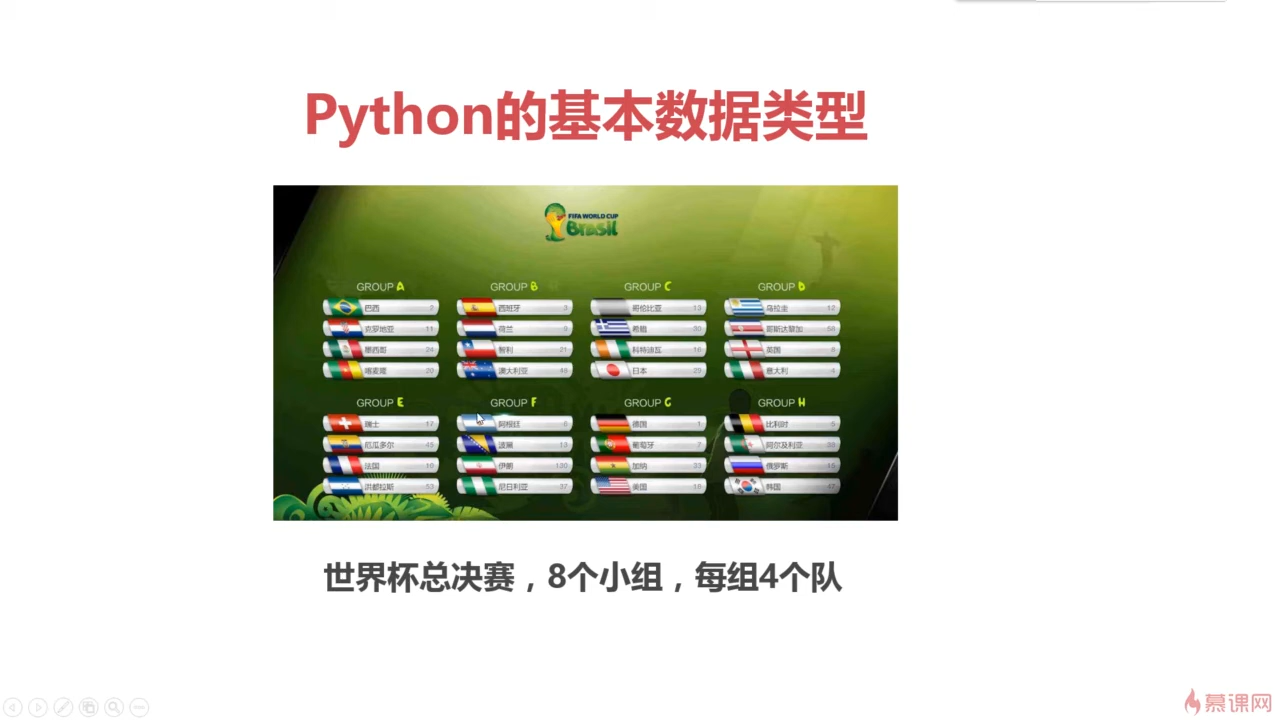 Python的基本数据类型
FIFA WORLD CUP
Brasil
GROUP A GROUP B GROUP C GROUP D
巴西 西班牙 3 哥伦比亚 乌拉圭 12
克罗地亚 荷兰 希腊 哥斯达黎加
墨西哥 智利 科特迪瓦 英国
喀麦隆 澳大利亚 日本 意大利
GROUP E GROUP F GROUP G GROUP H
瑞士 17 阿根廷 德国 比利时
厄瓜多尔 波黑 13 葡萄牙 阿尔及利亚
法国 伊朗 加纳 俄罗斯
洪都拉斯 尼日利亚 37 美国 韩国 47
世界杯总决赛，8个小组，每组4个队
慕课网